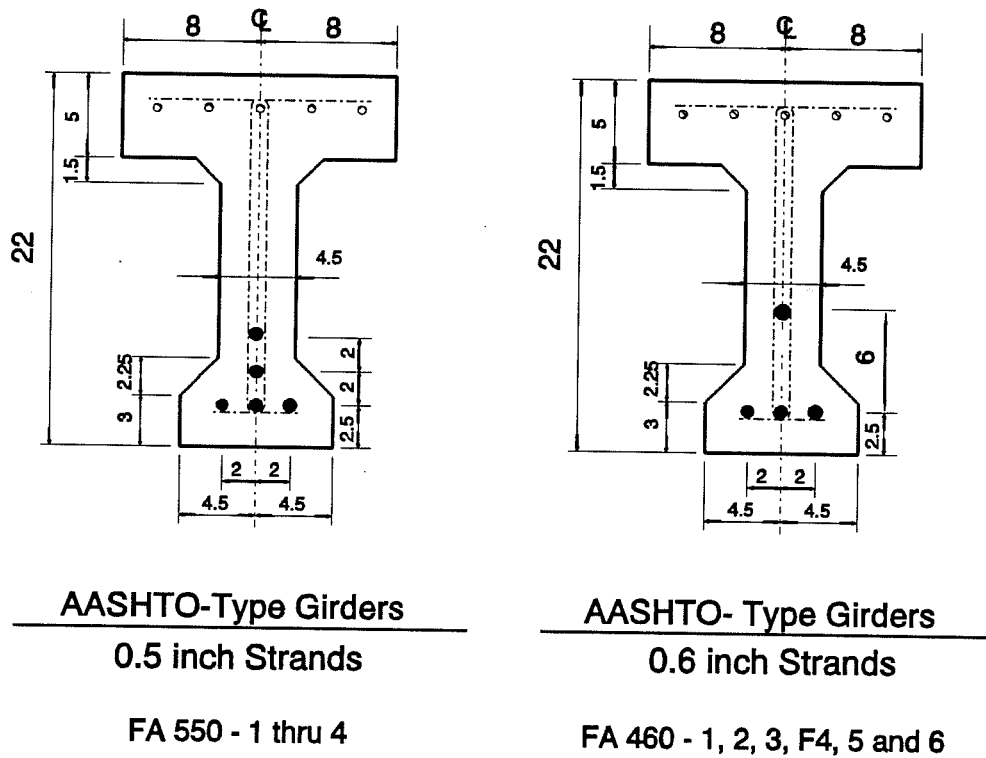 8 ℄ 8
5
1.5
22
4.5
2.25
3
2
2
2.5
2 2
4.5 4.5
AASHTO-Type Girders
0.5 inch Strands
FA 550 - 1 thru 4
8 ℄ 8
5
1.5
22
4.5
6
2.25
3
2.5
2 2
4.5 4.5
AASHTO- Type Girders
0.6 inch Strands
FA 460 - 1, 2, 3, F4, 5 and 6